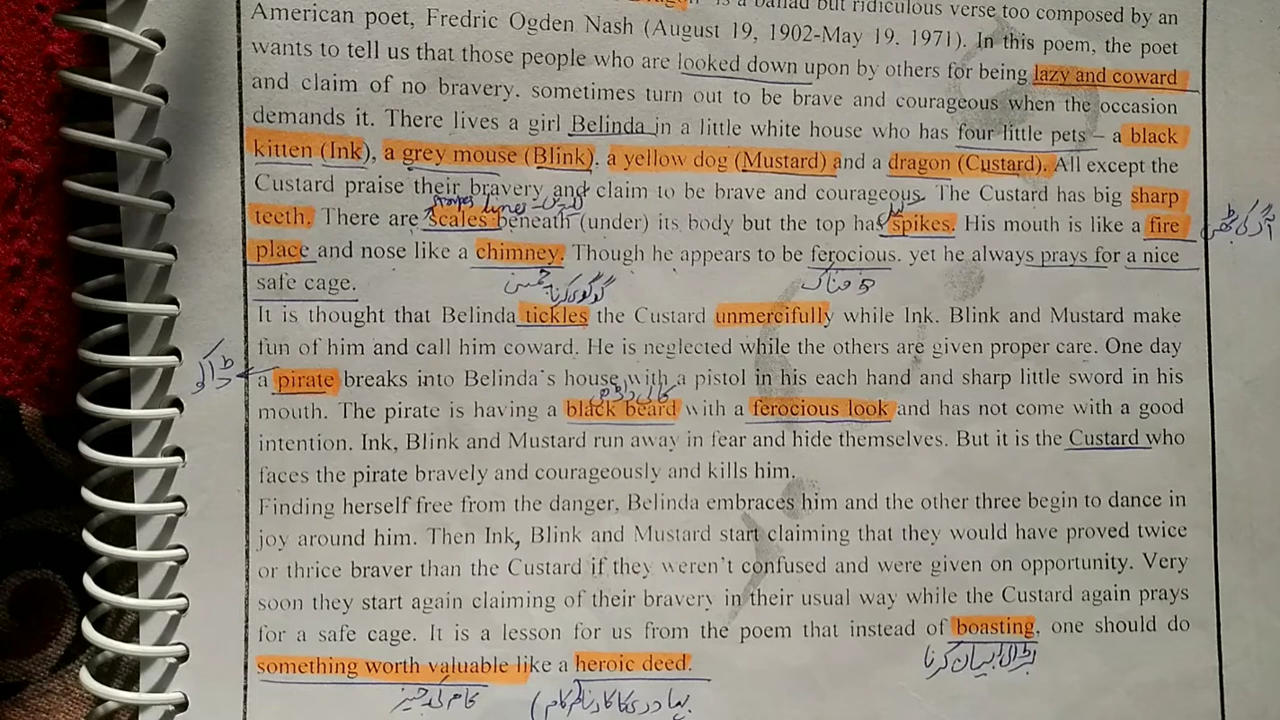 is a ballad but ridiculous verse too composed by an
American poet, Fredric Ogden Nash (August 19, 1902-May 19. 1971). In this poem, the poet
wants to tell us that those people who are looked down upon by others for being lazy and coward
and claim of no bravery. sometimes turn out to be brave and courageous when the occasion
demands it. There lives a girl Belinda in a little white house who has four little pets – a black
kitten (Ink), a grey mouse (Blink). a yellow dog (Mustard) and a dragon (Custard). All except the
Custard praise their bravery and claim to be brave and courageous. The Custard has big sharp
teeth. There are scales beneath (under) its body but the top has spikes. His mouth is like a fire
place and nose like a chimney. Though he appears to be ferocious. yet he always prays for a nice
safe cage.
چمنی
گوگوی کرنا
It is thought that Belinda tickles the Custard unmercifully while Ink. Blink and Mustard make
fun of him and call him coward. He is neglected while the others are given proper care. One day
ڈاکو
a pirate breaks into Belinda's house with a pistol in his each hand and sharp little sword in his
mouth. The pirate is having a black beard with a ferocious look and has not come with a good
intention. Ink, Blink and Mustard run away in fear and hide themselves. But it is the Custard who
faces the pirate bravely and courageously and kills him.
Finding herself free from the danger, Belinda embraces him and the other three begin to dance in
joy around him. Then Ink, Blink and Mustard start claiming that they would have proved twice
or thrice braver than the Custard if they weren't confused and were given on opportunity. Very
soon they start again claiming of their bravery in their usual way while the Custard again prays
for a safe cage. It is a lesson for us from the poem that instead of boasting, one should do
بڑائی بیان کرنا
something worth valuable like a heroic deed.
بہادری کا کارنامہ